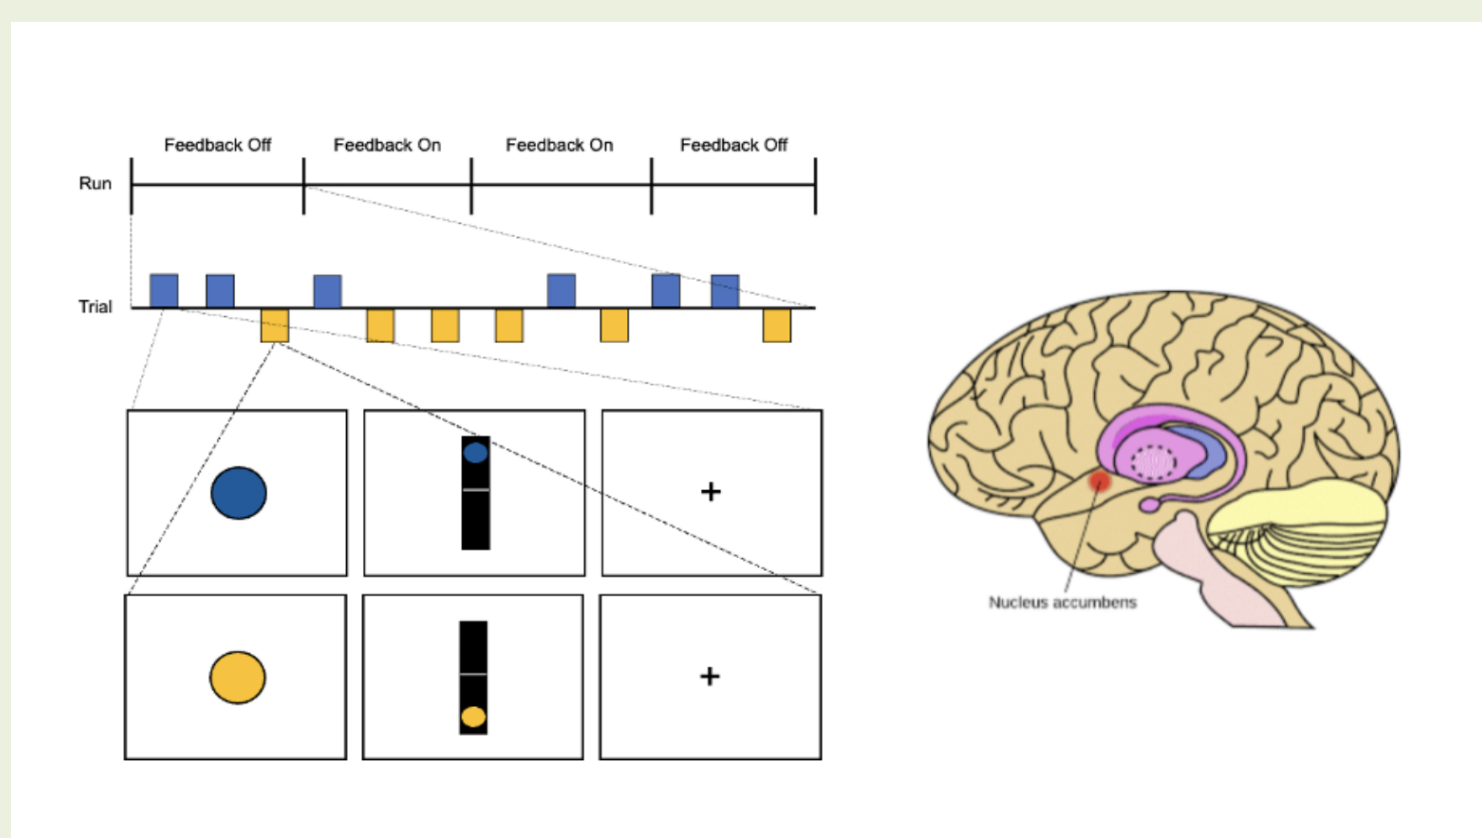 Feedback Off
Feedback On
Feedback On
Feedback Off
Run
Trial
+
+
Nucleus accumbens